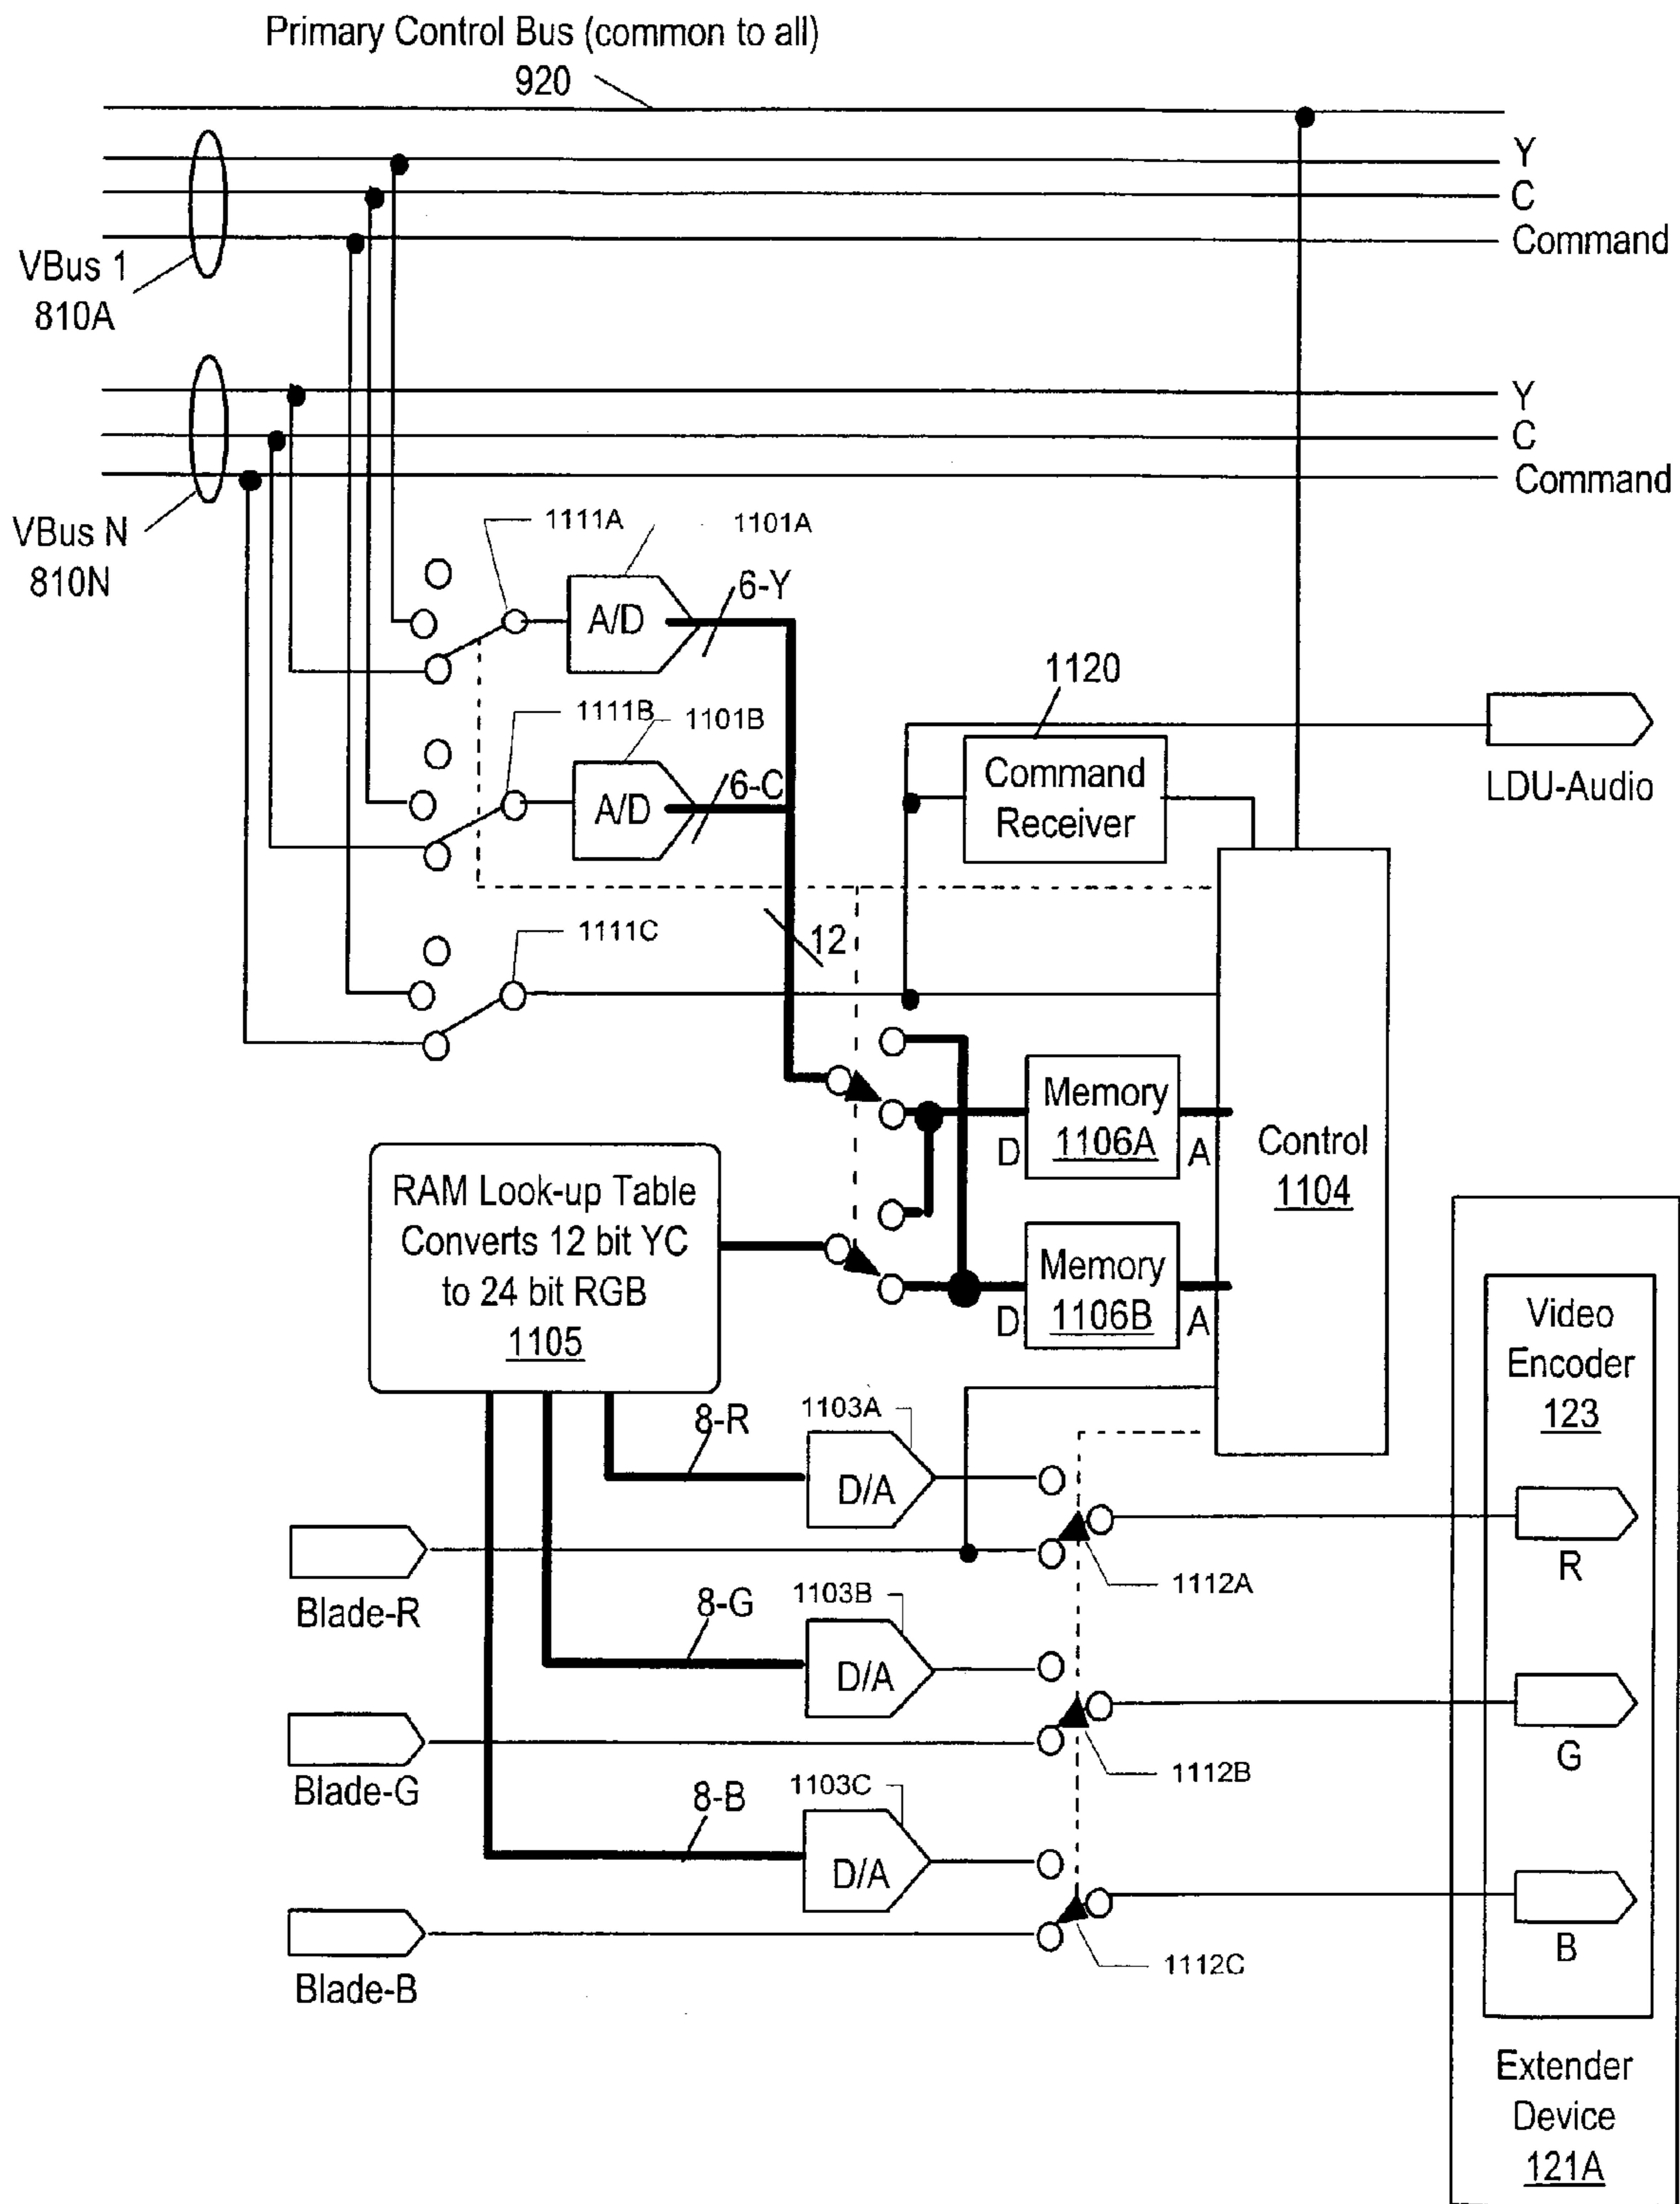 Primary Control Bus (common to all)
920
Y
C
Command
VBus 1
810A
Y
C
Command
VBus N
810N
1111A
1101A
A/D
6-Y
1111B
1101B
A/D
6-C
1120
Command
Receiver
LDU-Audio
1111C
12
Memory
1106A
D
A
Control
1104
RAM Look-up Table
Converts 12 bit YC
to 24 bit RGB
1105
Memory
1106B
D
A
Video
Encoder
123
8-R
1103A
D/A
R
Blade-R
1112A
8-G
1103B
D/A
G
Blade-G
1112B
8-B
1103C
D/A
B
Blade-B
1112C
Extender
Device
121A